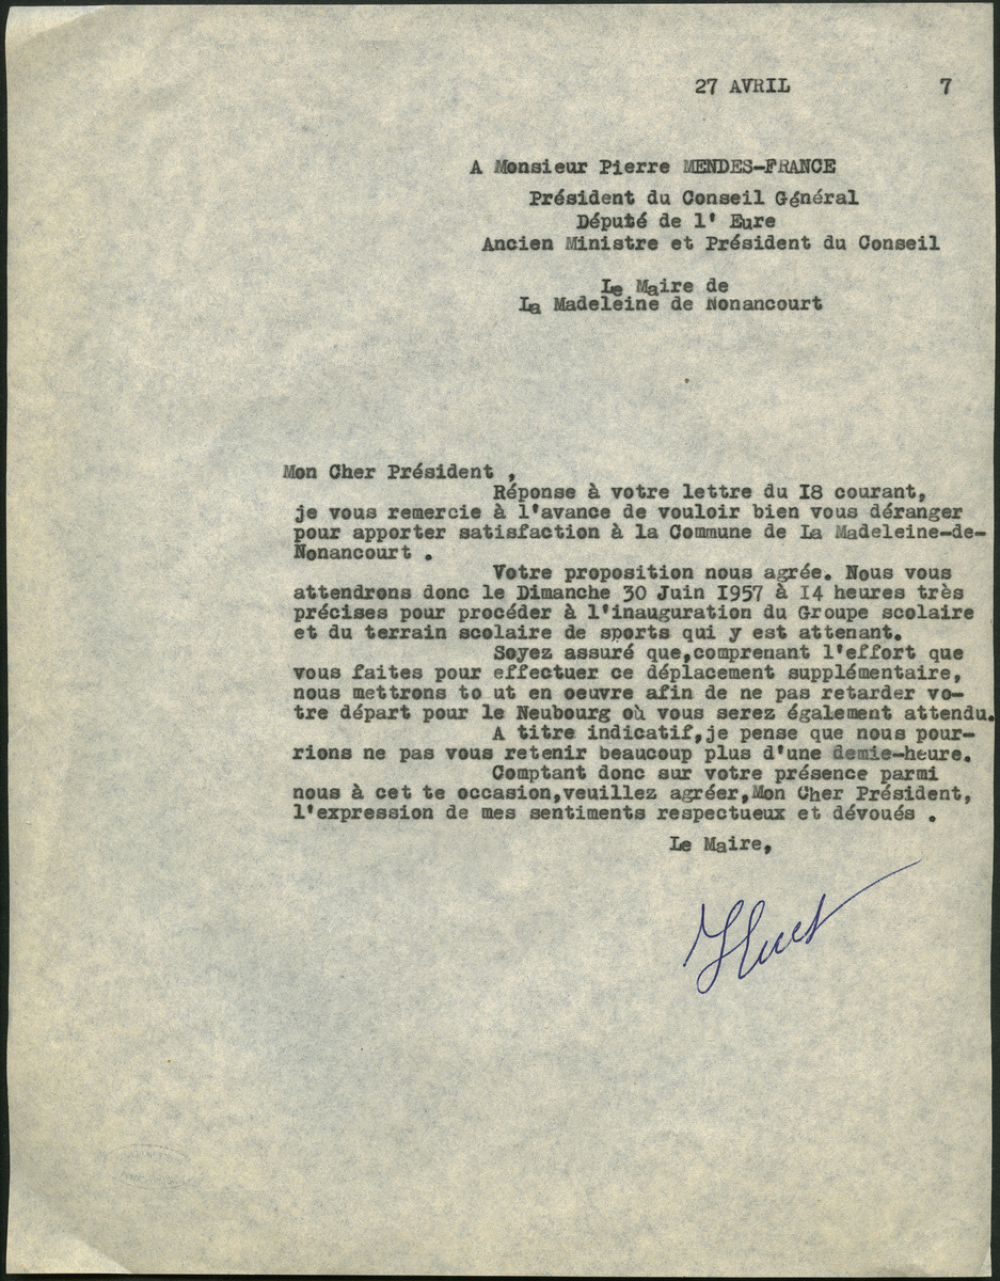 27 AVRIL 7
A Monsieur Pierre MENDES-FRANCE
Président du Conseil Général
Député de l' Eure
Ancien Ministre et Président du Conseil
Le Maire de
La Madeleine de Nonancourt
Mon Cher Président ,
Réponse à votre lettre du I8 courant,
je vous remercie à l'avance de vouloir bien vous déranger
pour apporter satisfaction à la Commune de La Madeleine-de-
Nonancourt .
Votre proposition nous agrée. Nous vous
attendrons donc le Dimanche 30 Juin I957 à I4 heures très
précises pour procéder à l'inauguration du Groupe scolaire
et du terrain scolaire de sports qui y est attenant.
Soyez assuré que,comprenant l'effort que
vous faites pour effectuer ce déplacement supplémentaire,
nous mettrons to ut en oeuvre afin de ne pas retarder vo-
tre départ pour le Neubourg où vous serez également attendu.
A titre indicatif,je pense que nous pour-
rions ne pas vous retenir beaucoup plus d'une demie-heure.
Comptant donc sur votre présence parmi
nous à cet te occasion,veuillez agréer,Mon Cher Président,
l'expression de mes sentiments respectueux et dévoués .
Le Maire,